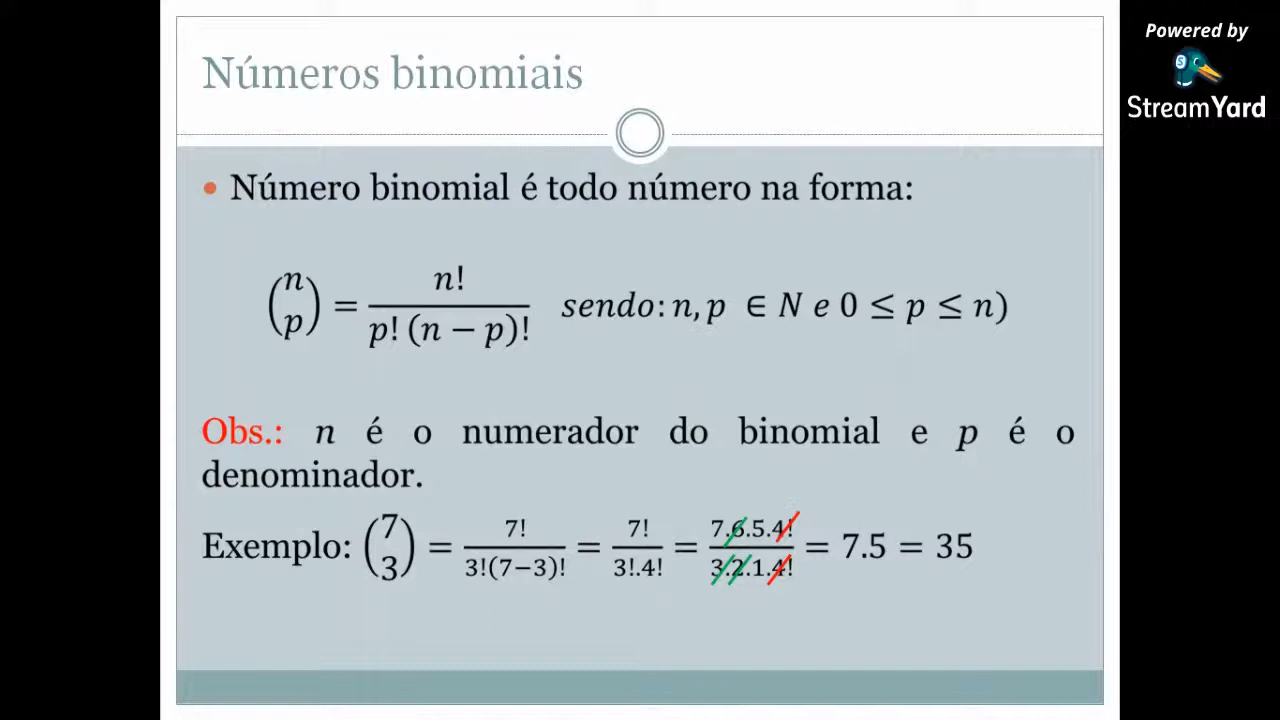 Powered by
StreamYard
Números binomiais
• Número binomial é todo número na forma:
(n p) = n! / p! (n − p)! sendo: n, p ∈ N e 0 ≤ p ≤ n)
Obs.: n é o numerador do binomial e p é o
denominador.
Exemplo: (7 3) = 7! / 3!(7−3)! = 7! / 3!.4! = 7.6.5.4! / 3.2.1.4! = 7.5 = 35